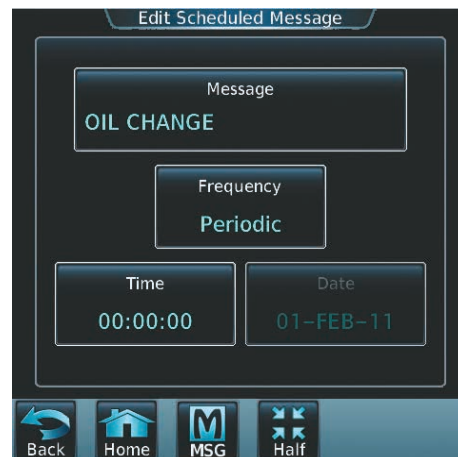 Edit Scheduled Message
Message
OIL CHANGE
Frequency
Periodic
Time
Date
00:00:00
01-FEB-11
Back
Home
MSG
Half